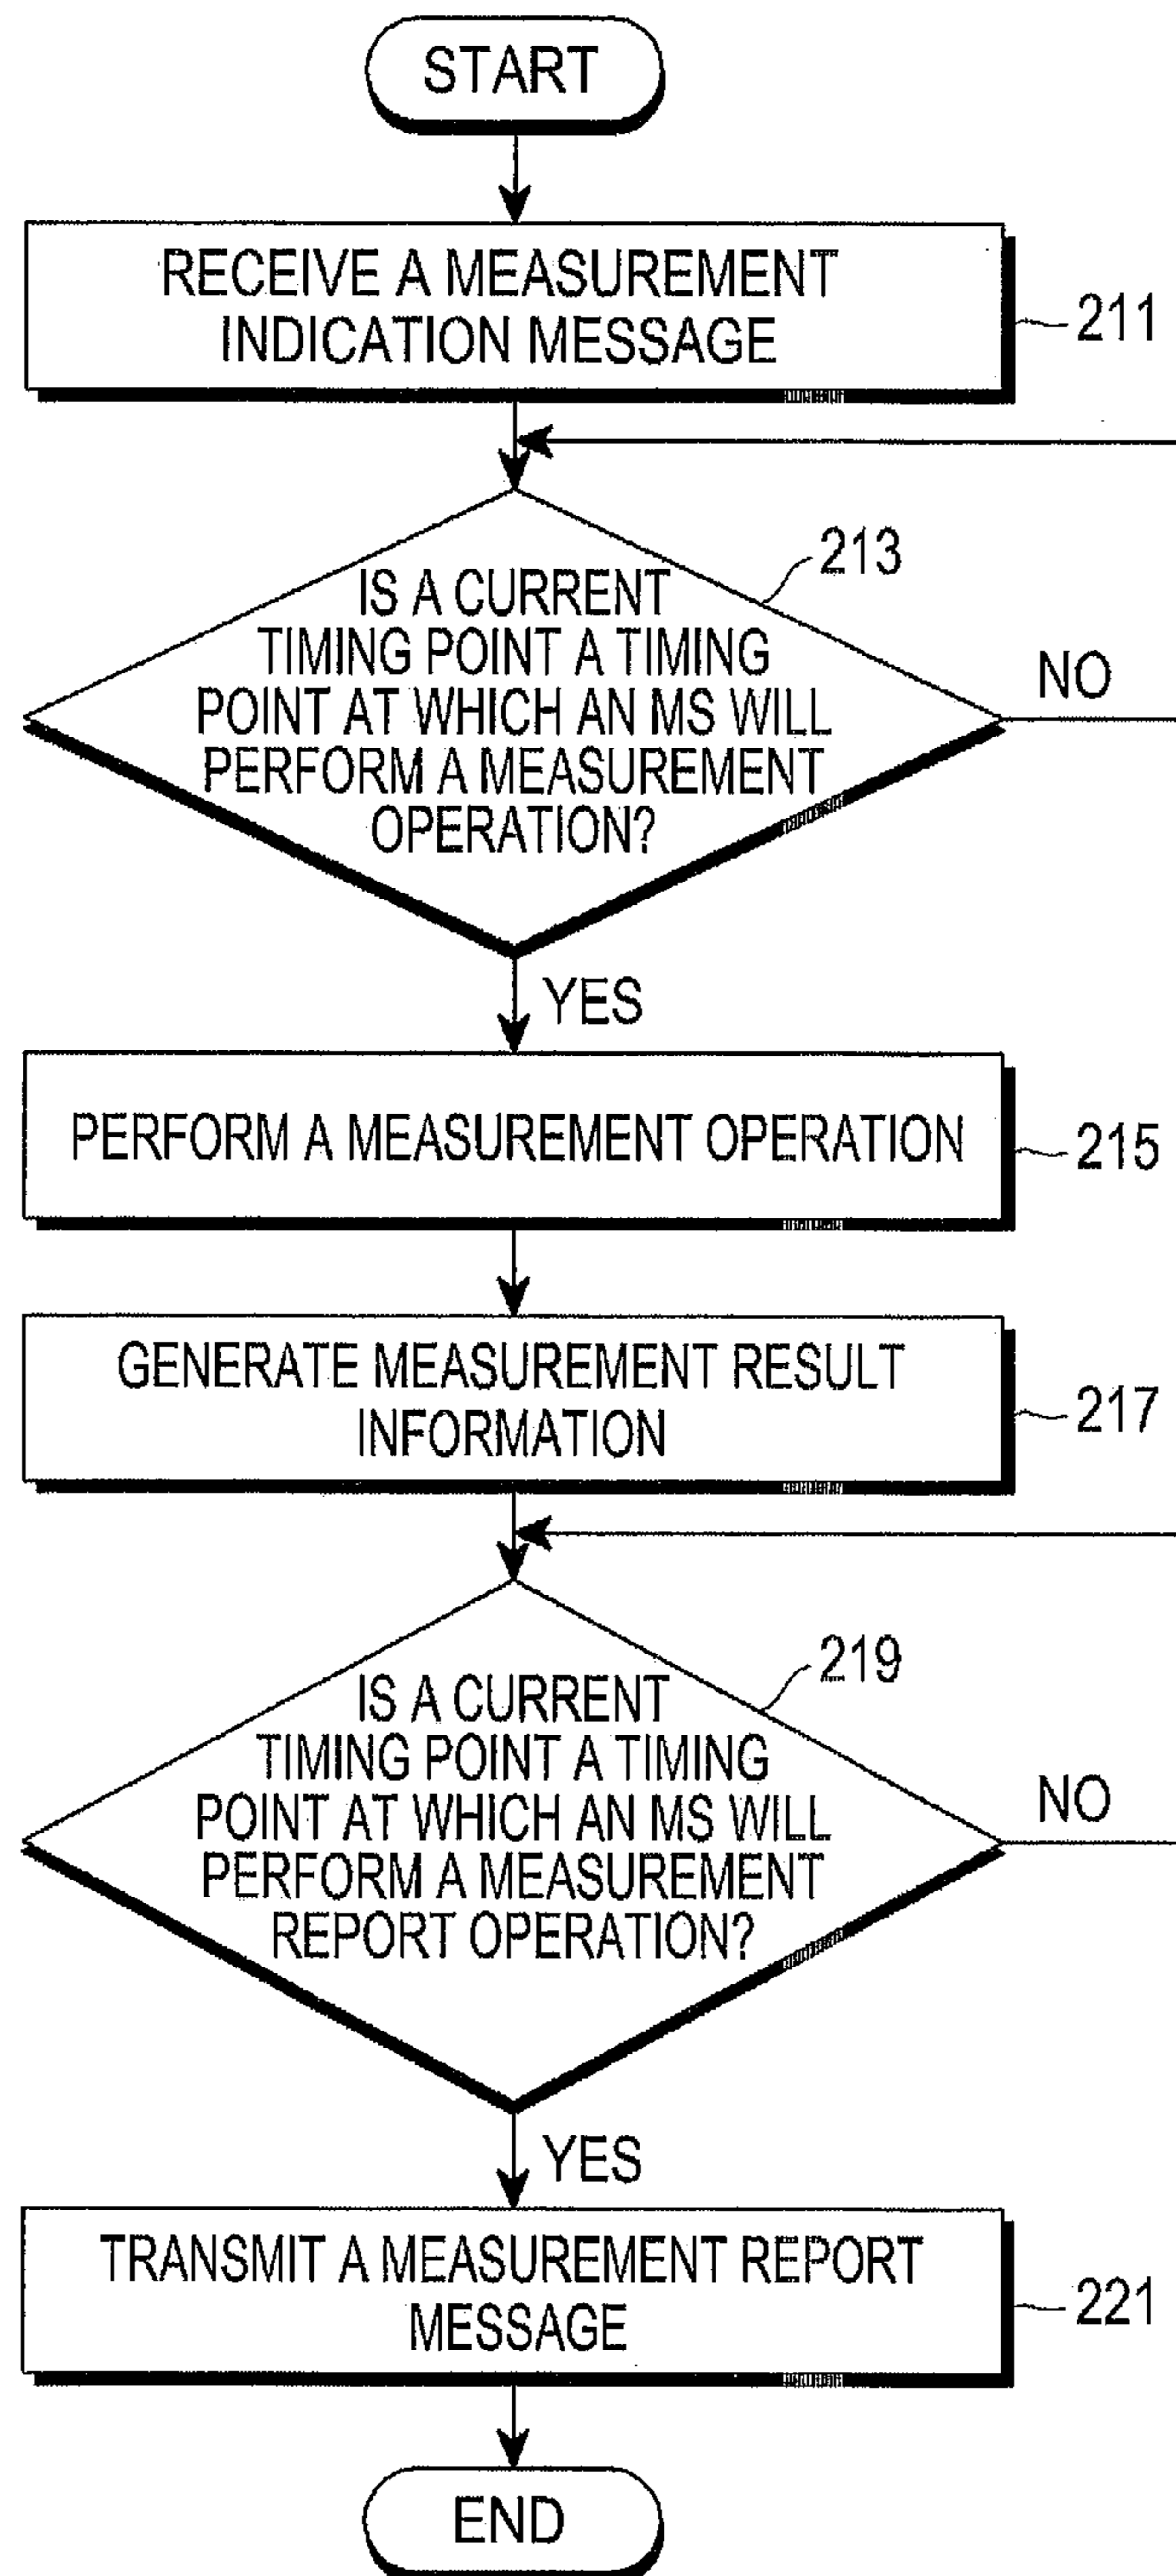 START
RECEIVE A MEASUREMENT
INDICATION MESSAGE
211
213
IS A CURRENT
TIMING POINT A TIMING
POINT AT WHICH AN MS WILL
PERFORM A MEASUREMENT
OPERATION?
NO
YES
PERFORM A MEASUREMENT OPERATION
215
GENERATE MEASUREMENT RESULT
INFORMATION
217
219
IS A CURRENT
TIMING POINT A TIMING
POINT AT WHICH AN MS WILL
PERFORM A MEASUREMENT
REPORT OPERATION?
NO
YES
TRANSMIT A MEASUREMENT REPORT
MESSAGE
221
END